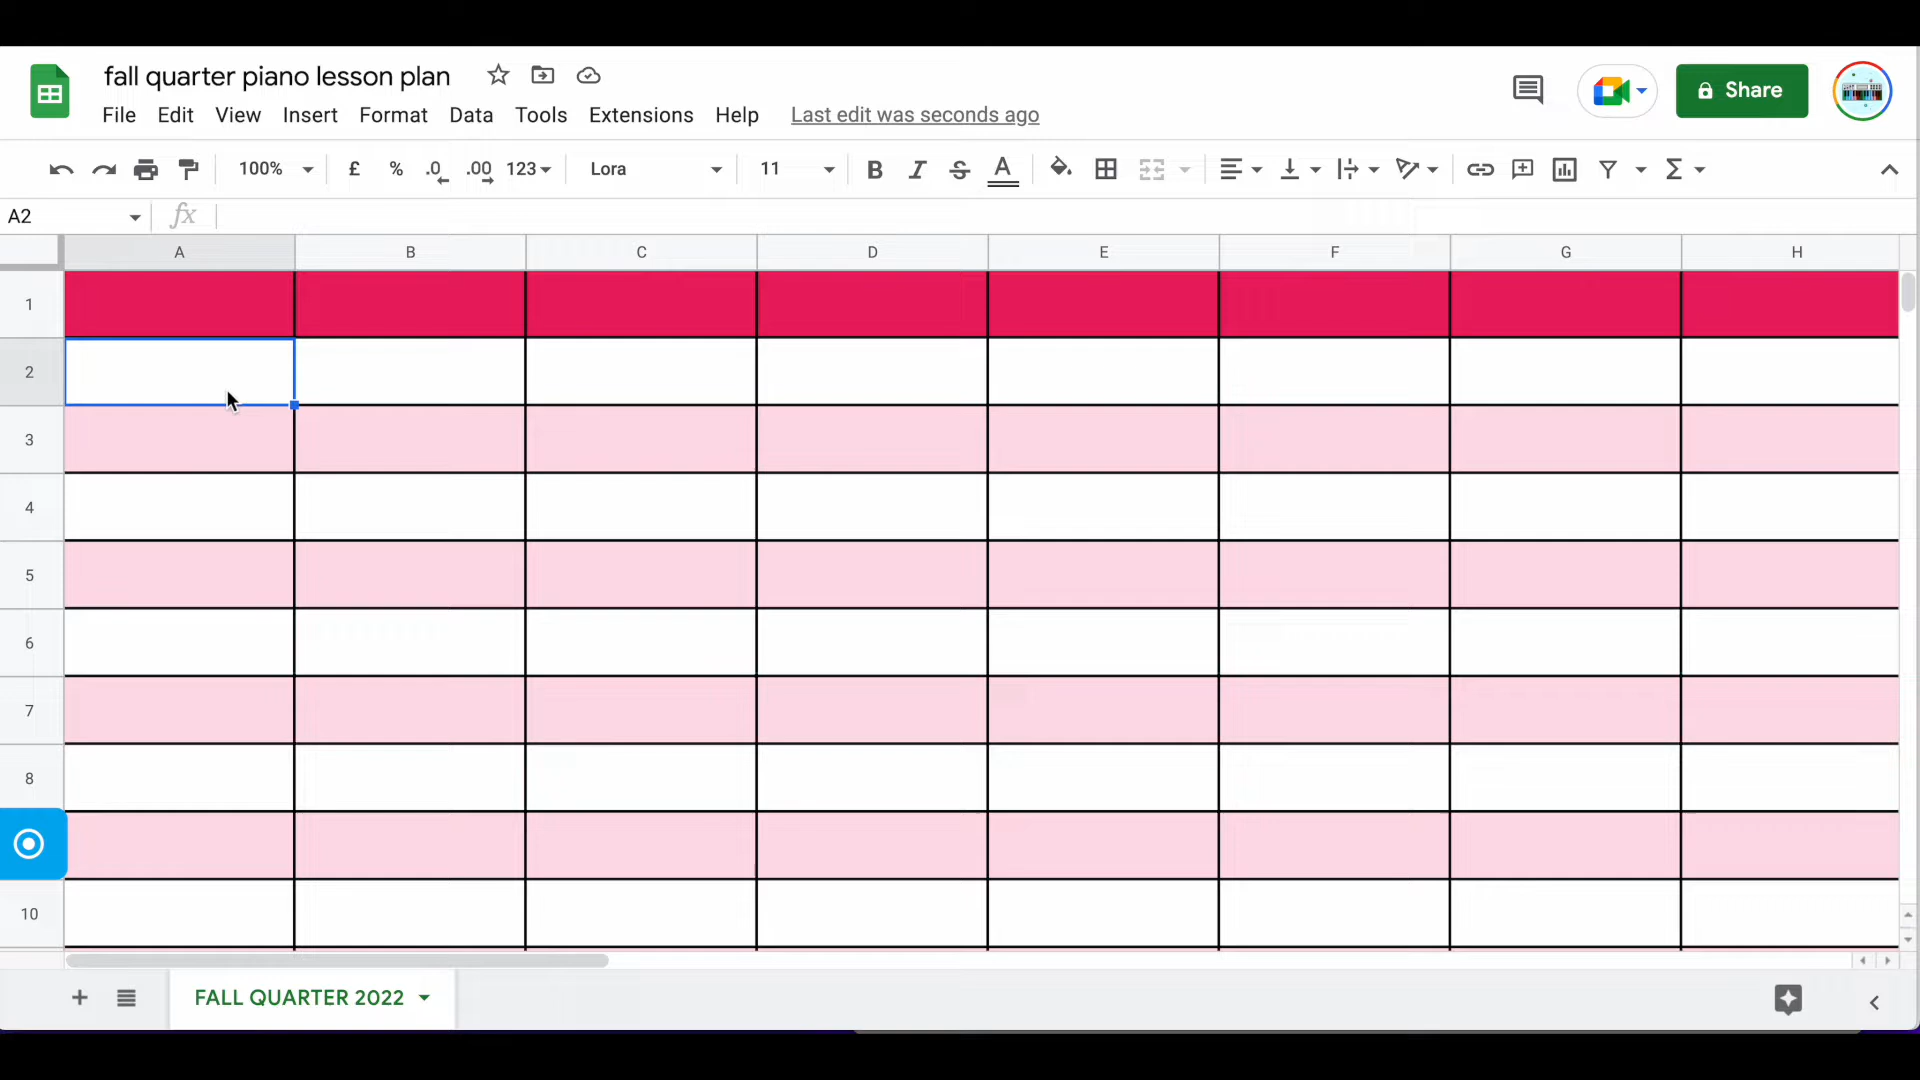 fall quarter piano lesson plan
File Edit View Insert Format Data Tools Extensions Help Last edit was seconds ago
Share
100% £ % .0 .00 123 Lora 11 B I S A Σ
A2 fx
A B C D E F G H
1
2
3
4
5
6
7
8
10
FALL QUARTER 2022